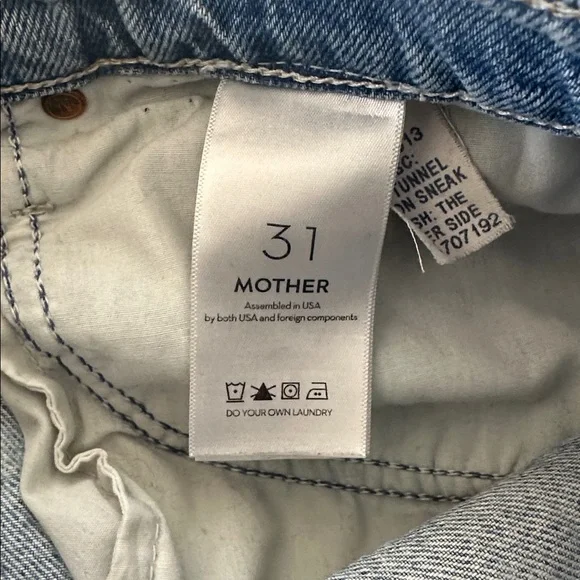 31
MOTHER
Assembled in USA
by both USA and foreign components
DO YOUR OWN LAUNDRY
13
TUNNEL
SNEAK
THE
SIDE
707192